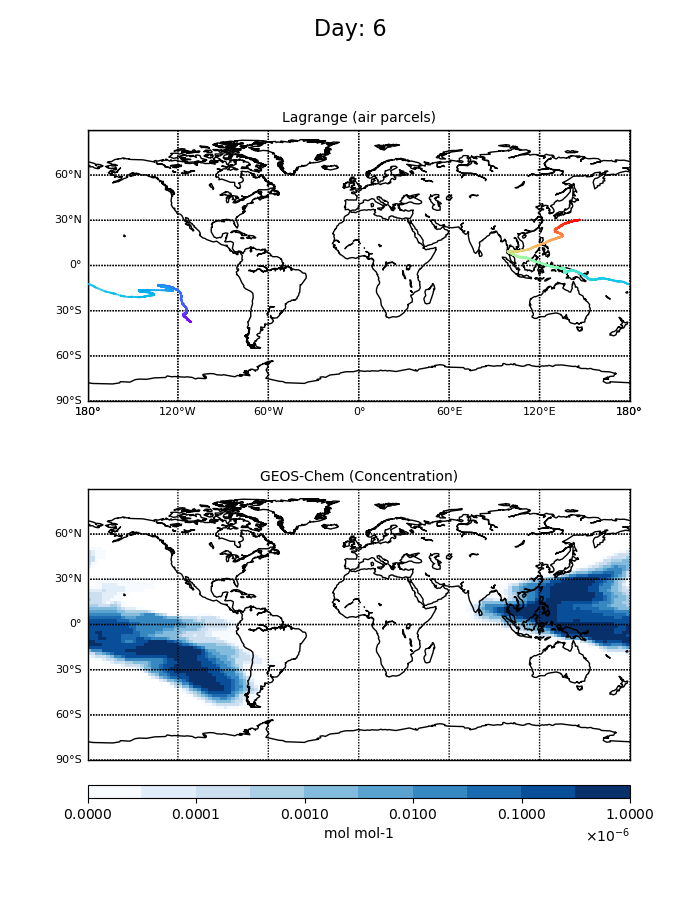 Day: 6
Lagrange (air parcels)
60°N
30°N
0°
30°S
60°S
90°S
180° 120°W 60°W 0° 60°E 120°E 180°
GEOS-Chem (Concentration)
60°N
30°N
0°
30°S
60°S
90°S
0.0000 0.0001 0.0010 0.0100 0.1000 1.0000
mol mol-1 ×10⁻⁶